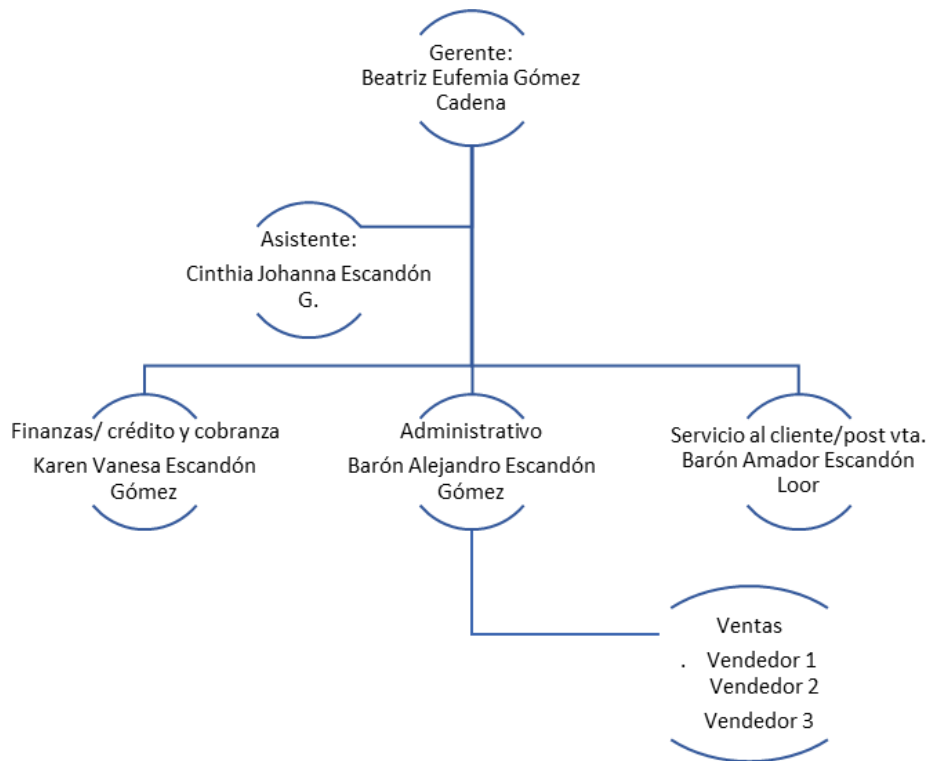 Gerente:
Beatriz Eufemia Gómez
Cadena
Asistente:
Cinthia Johanna Escandón
G.
Finanzas/ crédito y cobranza
Karen Vanesa Escandón
Gómez
Administrativo
Barón Alejandro Escandón
Gómez
Servicio al cliente/post vta.
Barón Amador Escandón
Loor
Ventas
. Vendedor 1
Vendedor 2
Vendedor 3